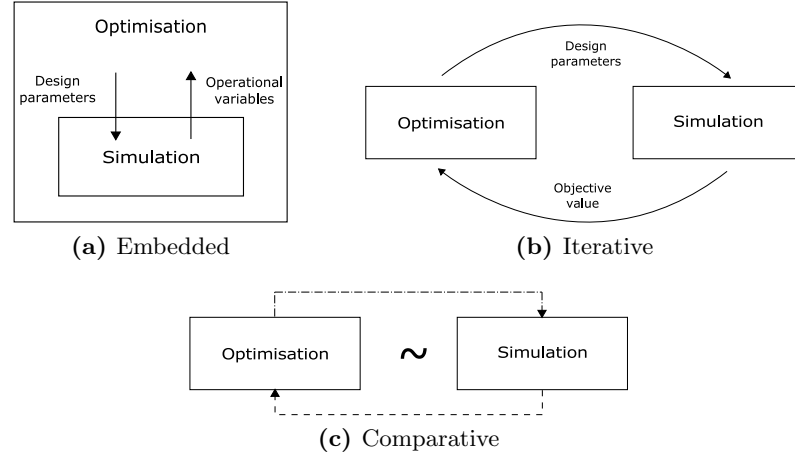 Optimisation
Design
parameters
Operational
variables
Simulation
(a) Embedded
Design
parameters
Optimisation
Simulation
Objective
value
(b) Iterative
Optimisation
~
Simulation
(c) Comparative